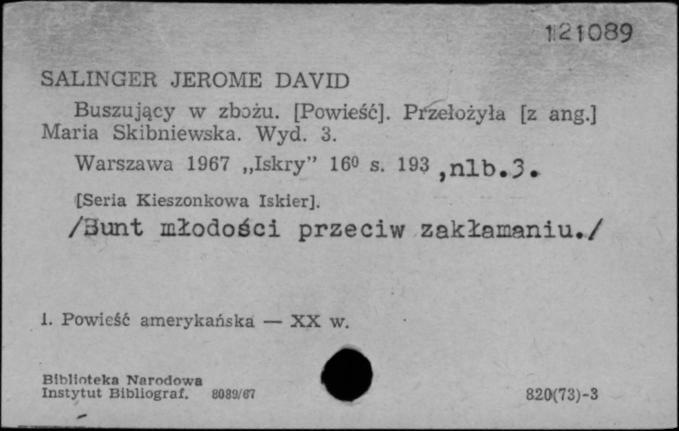 121089
SALINGER JEROME DAVID
Buszujący w zbożu. [Powieść]. Przełożyła [z ang.]
Maria Skibniewska. Wyd. 3.
Warszawa 1967 „Iskry” 16⁰ s. 193 ,nlb.3.
[Seria Kieszonkowa Iskier].
/Bunt młodości przeciw zakłamaniu./
1. Powieść amerykańska — XX w.
Biblioteka Narodowa
Instytut Bibliograf. 8089/67
820(73)-3